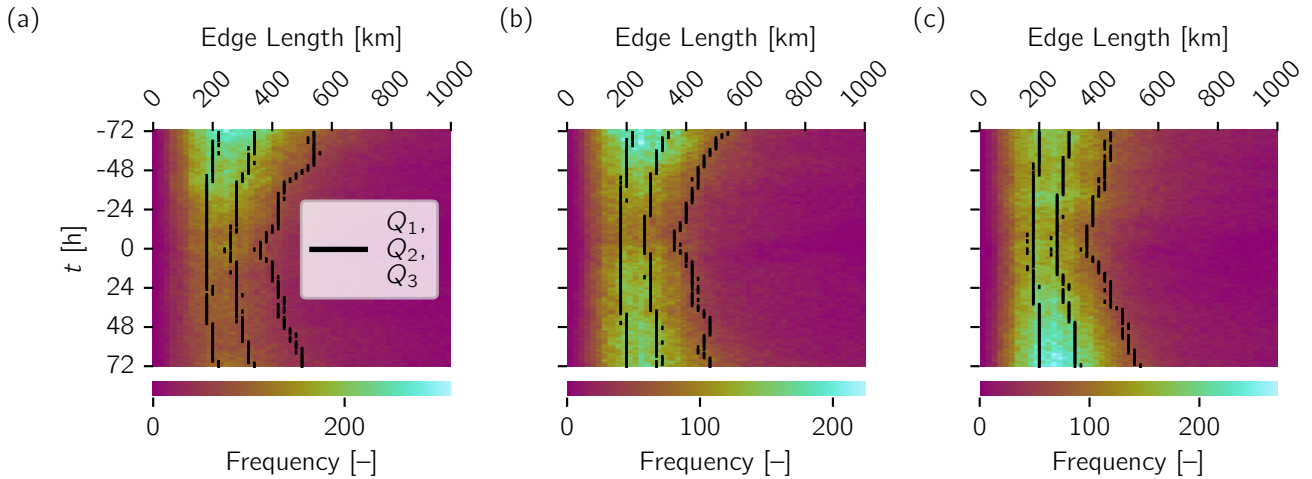 (a)
(b)
(c)
Edge Length [km]
Edge Length [km]
Edge Length [km]
0 200 400 600 800 1000
0 200 400 600 800 1000
0 200 400 600 800 1000
-72
-48
-24
0
24
48
72
t [h]
Q1,
Q2,
Q3
0 200
0 100 200
0 100 200
Frequency [–]
Frequency [–]
Frequency [–]